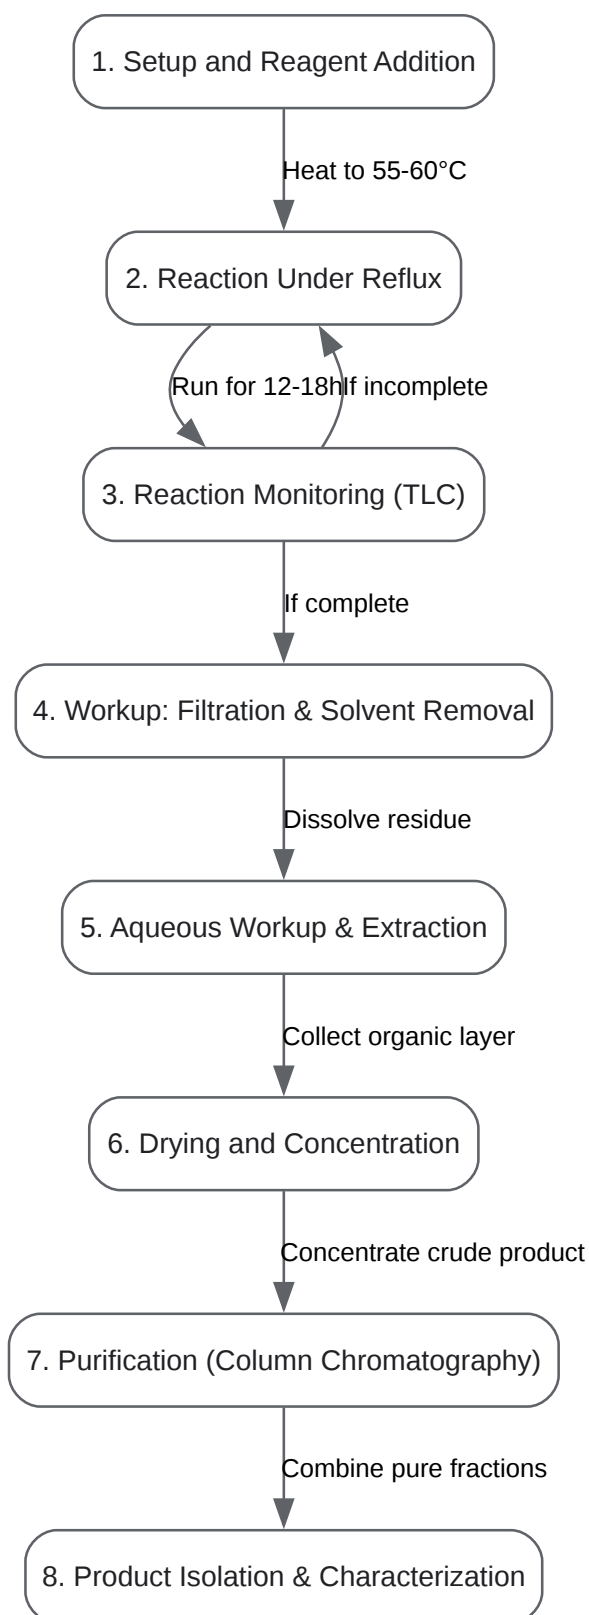 1. Setup and Reagent Addition
Heat to 55-60°C
2. Reaction Under Reflux
Run for 12-18h
If incomplete
3. Reaction Monitoring (TLC)
If complete
4. Workup: Filtration & Solvent Removal
Dissolve residue
5. Aqueous Workup & Extraction
Collect organic layer
6. Drying and Concentration
Concentrate crude product
7. Purification (Column Chromatography)
Combine pure fractions
8. Product Isolation & Characterization